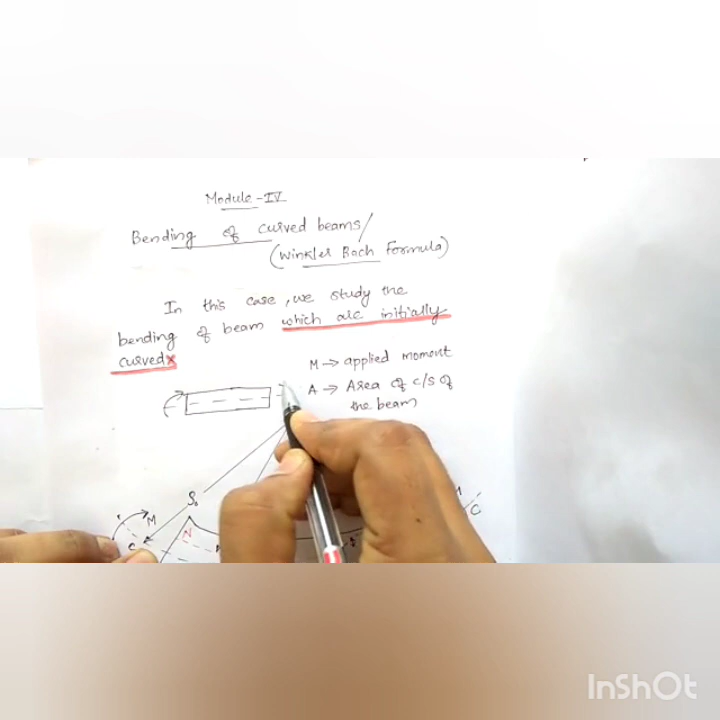 Module-IV
Bending of curved beams/
(Winkler Bach Formula)
In this case, we study the
bending of beam which are initially
curved
M → applied moment
A → Area of c/s of
the beam
S.
M
C
N
C
InShOt